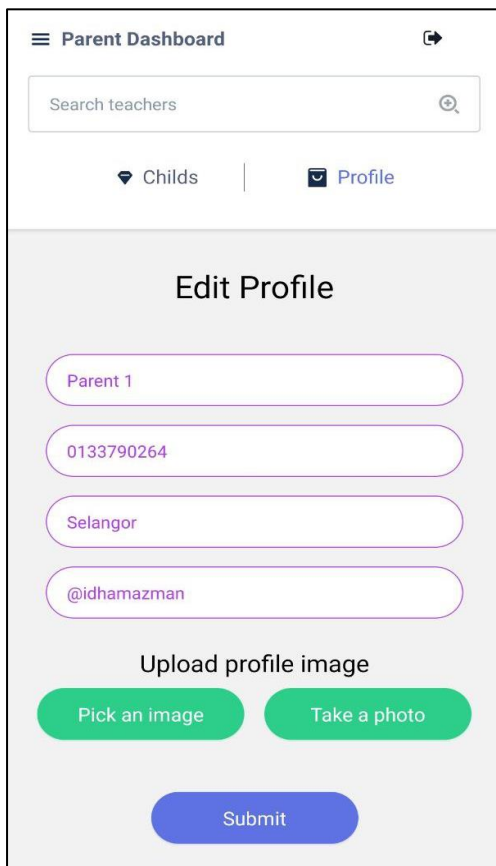 Parent Dashboard
Search teachers
Childs Profile
Edit Profile
Parent 1
0133790264
Selangor
@idhamazman
Upload profile image
Pick an image Take a photo
Submit